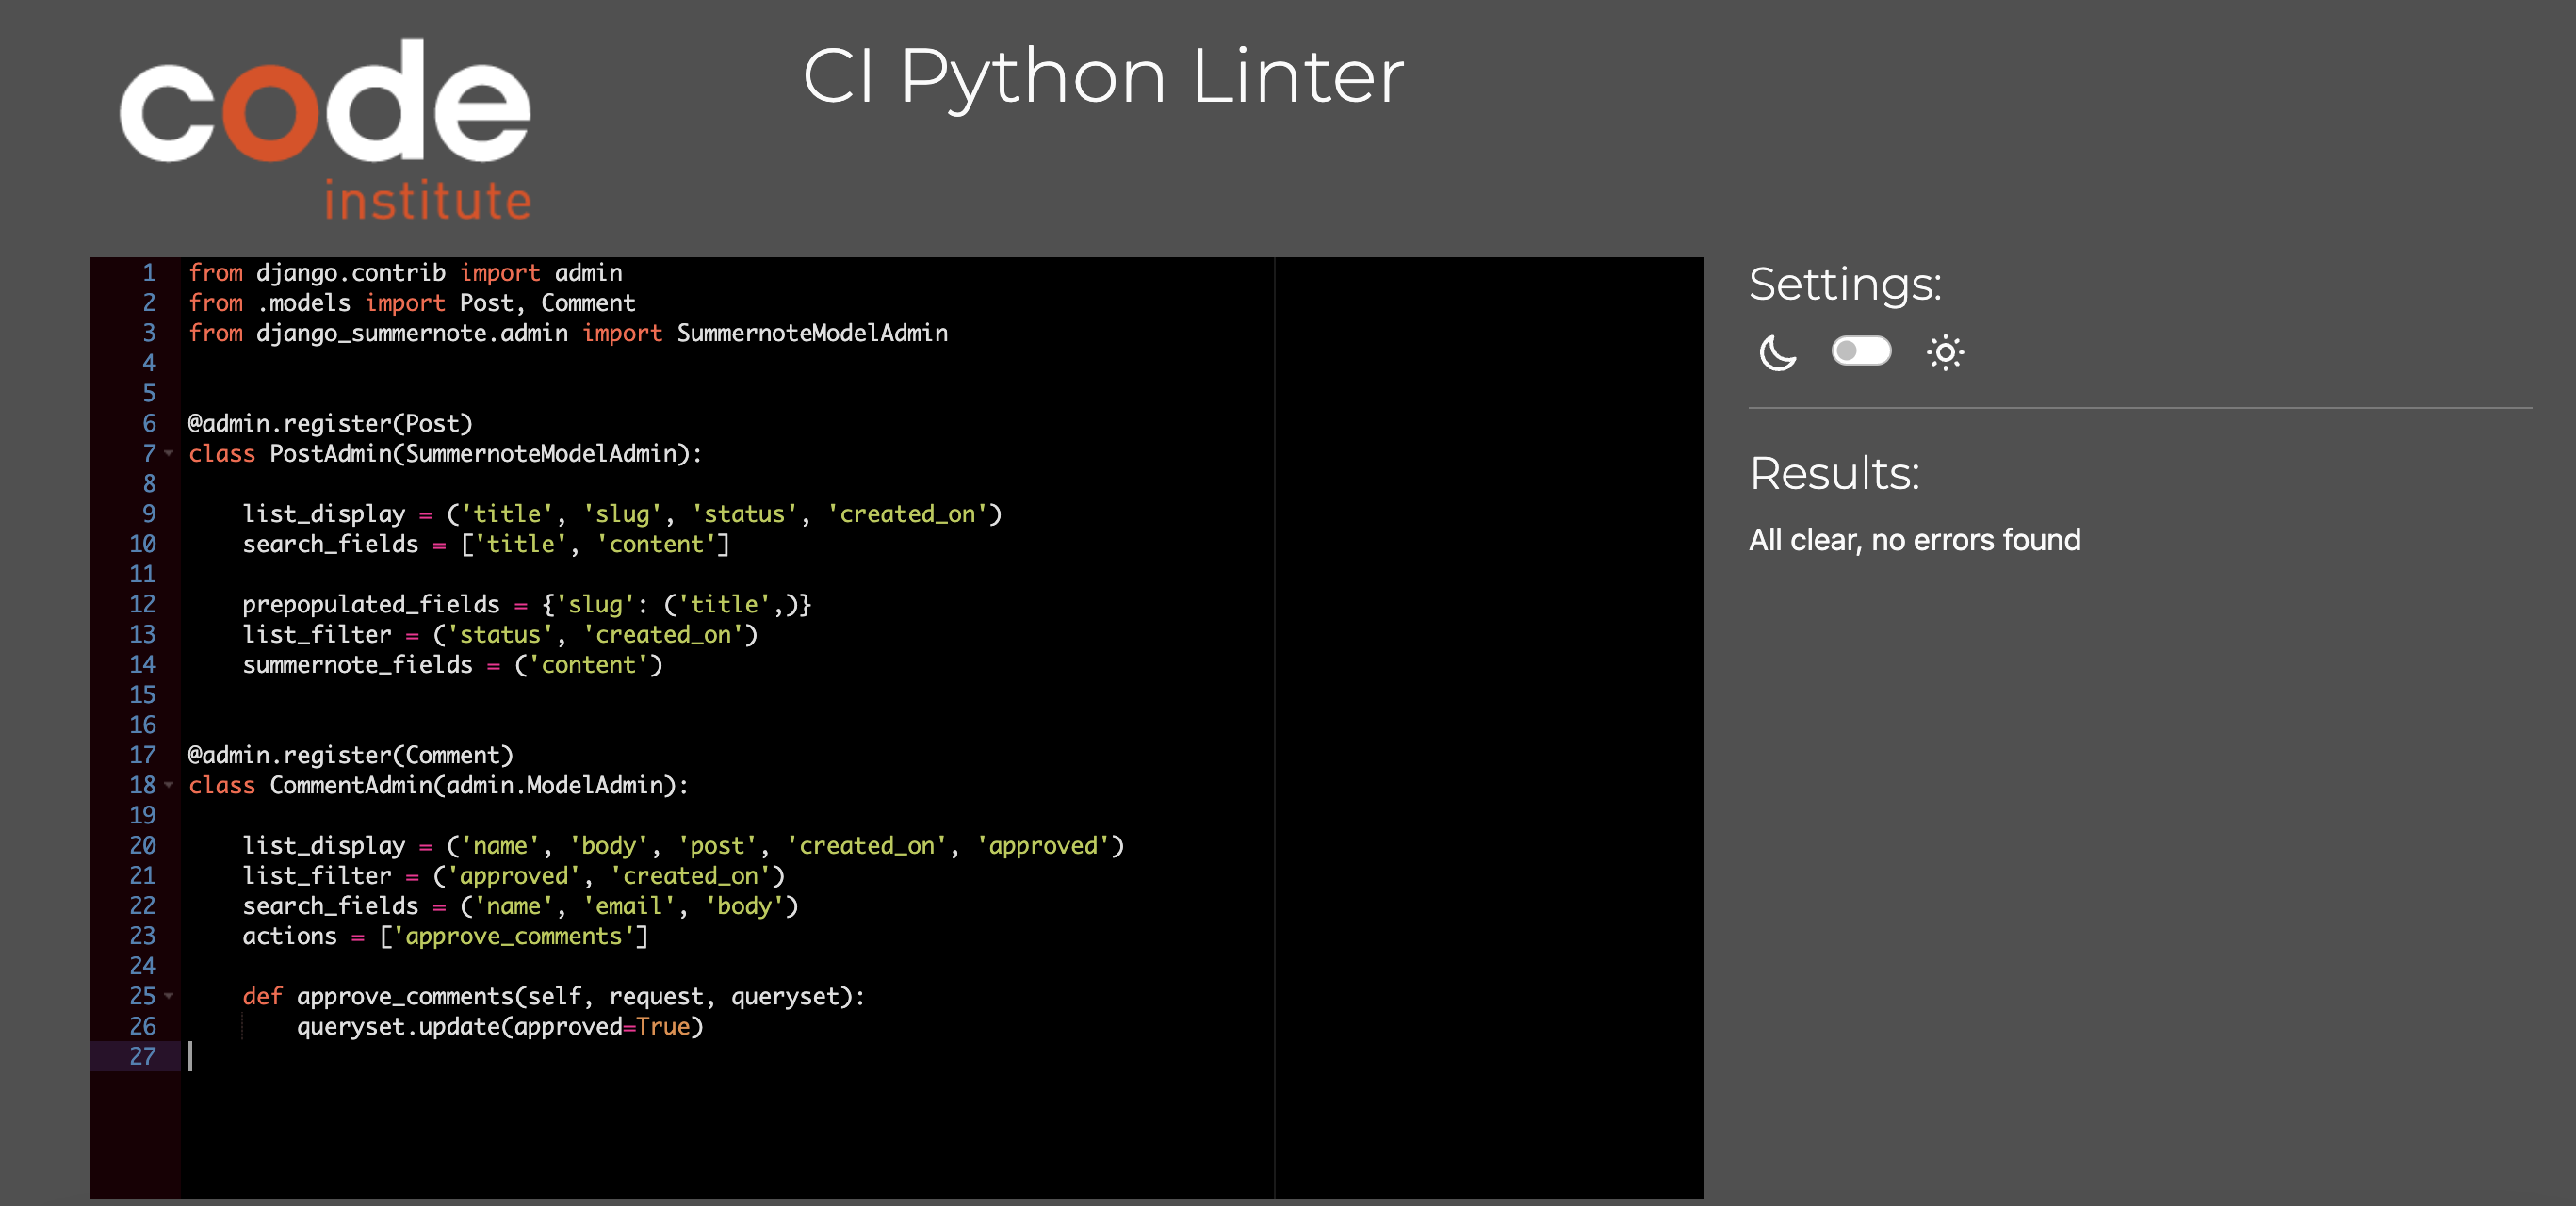 code
institute
CI Python Linter
1 from django.contrib import admin
2 from .models import Post, Comment
3 from django_summernote.admin import SummernoteModelAdmin
4
5
6 @admin.register(Post)
7 class PostAdmin(SummernoteModelAdmin):
8
9     list_display = ('title', 'slug', 'status', 'created_on')
10     search_fields = ['title', 'content']
11
12     prepopulated_fields = {'slug': ('title',)}
13     list_filter = ('status', 'created_on')
14     summernote_fields = ('content')
15
16
17 @admin.register(Comment)
18 class CommentAdmin(admin.ModelAdmin):
19
20     list_display = ('name', 'body', 'post', 'created_on', 'approved')
21     list_filter = ('approved', 'created_on')
22     search_fields = ('name', 'email', 'body')
23     actions = ['approve_comments']
24
25     def approve_comments(self, request, queryset):
26         queryset.update(approved=True)
27
Settings:
Results:
All clear, no errors found